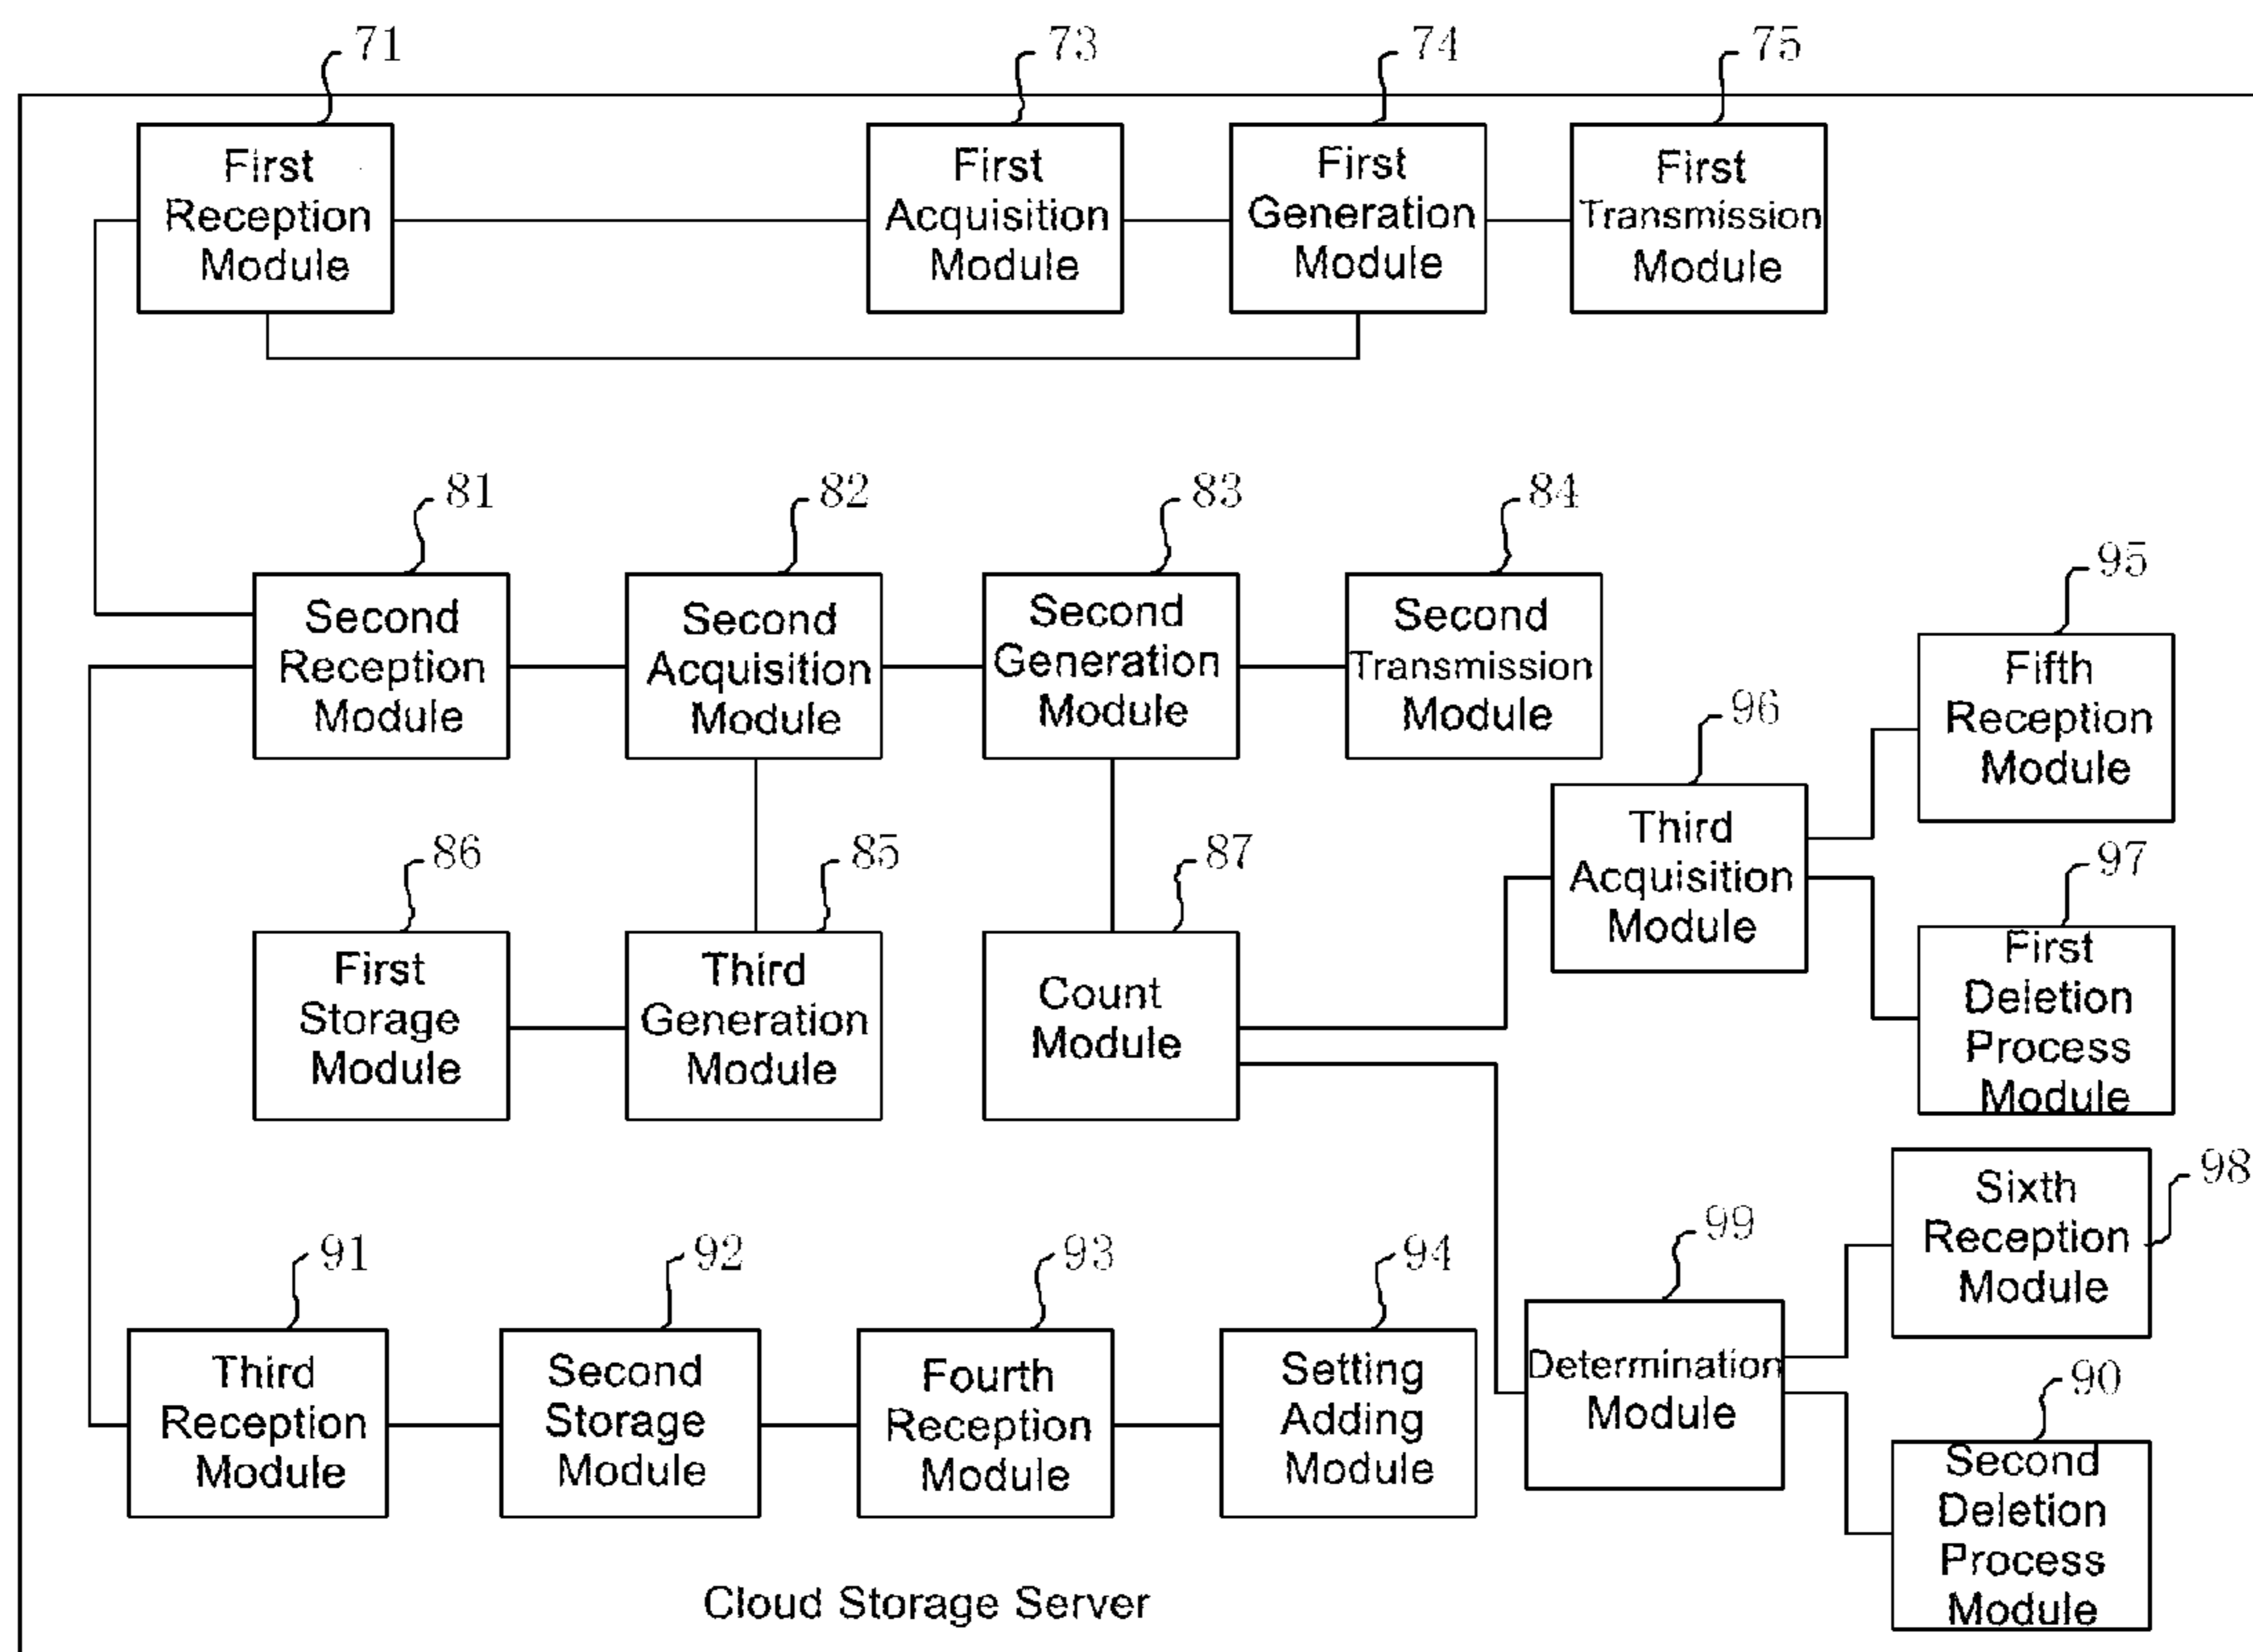 71
73
74
75
First
Reception
Module
First
Acquisition
Module
First
Generation
Module
First
Transmission
Module
81
82
83
84
Second
Reception
Module
Second
Acquisition
Module
Second
Generation
Module
Second
Transmission
Module
95
Fifth
Reception
Module
96
Third
Acquisition
Module
97
First
Deletion
Process
Module
86
85
87
First
Storage
Module
Third
Generation
Module
Count
Module
98
Sixth
Reception
Module
99
Determination
Module
90
Second
Deletion
Process
Module
91
92
93
94
Third
Reception
Module
Second
Storage
Module
Fourth
Reception
Module
Setting
Adding
Module
Cloud Storage Server